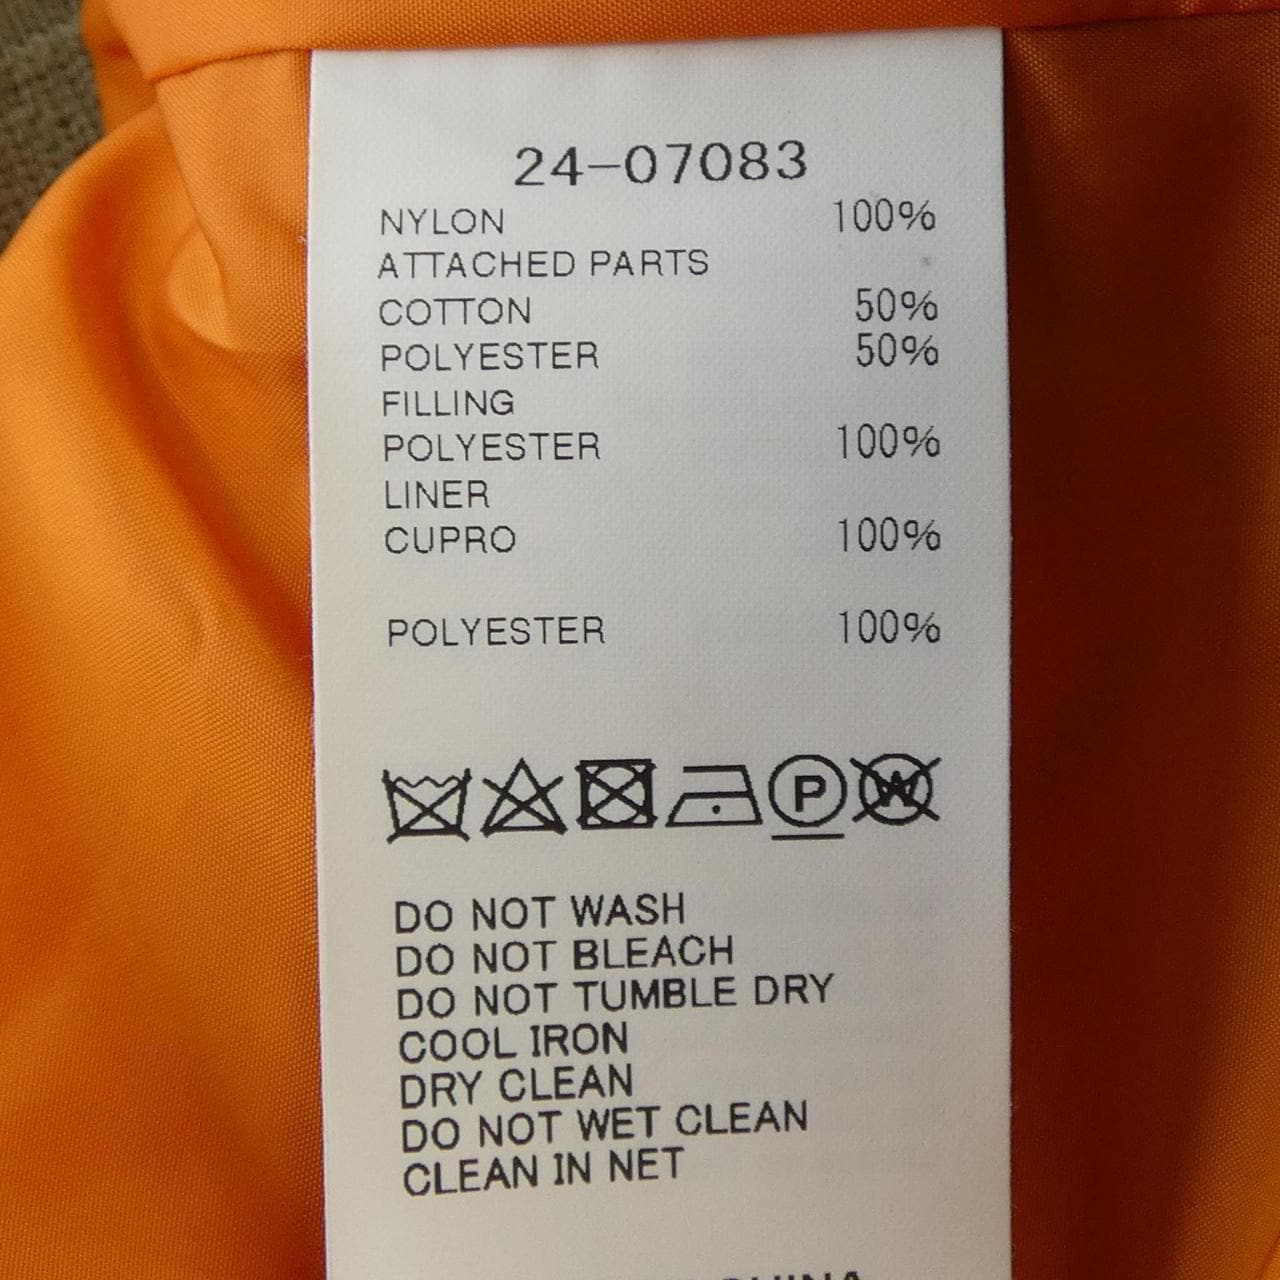 24-07083
NYLON 100%
ATTACHED PARTS
COTTON 50%
POLYESTER 50%
FILLING
POLYESTER 100%
LINER
CUPRO 100%
POLYESTER 100%
P W
DO NOT WASH
DO NOT BLEACH
DO NOT TUMBLE DRY
COOL IRON
DRY CLEAN
DO NOT WET CLEAN
CLEAN IN NET